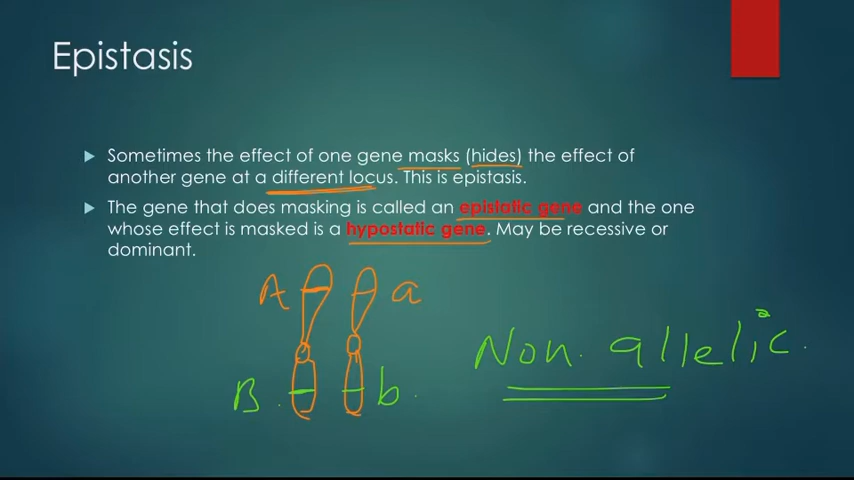 Epistasis
Sometimes the effect of one gene masks (hides) the effect of
another gene at a different locus. This is epistasis.
The gene that does masking is called an epistatic gene and the one
whose effect is masked is a hypostatic gene. May be recessive or
dominant.
A a
Non. allelic.
B b